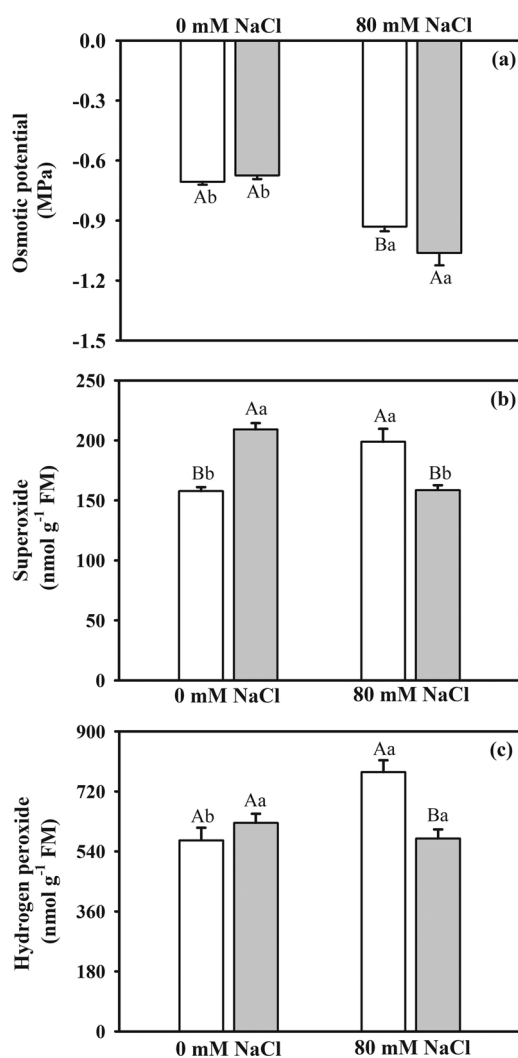 0 mM NaCl 80 mM NaCl
(a)
Osmotic potential
(MPa)
0.0
-0.3
-0.6
-0.9
-1.2
-1.5
Ab Ab Ba Aa
(b)
Superoxide
(nmol g⁻¹ FM)
250
200
150
100
50
0
Bb Aa Aa Bb
0 mM NaCl 80 mM NaCl
(c)
Hydrogen peroxide
(nmol g⁻¹ FM)
900
720
540
360
180
0
Ab Aa Aa Ba
0 mM NaCl 80 mM NaCl